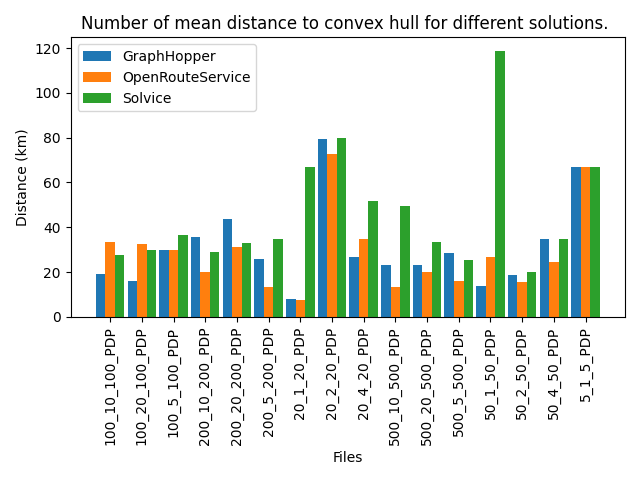 Number of mean distance to convex hull for different solutions.
GraphHopper
OpenRouteService
Solvice
Distance (km)
120
100
80
60
40
20
0
100_10_100_PDP
100_20_100_PDP
100_5_100_PDP
200_10_200_PDP
200_20_200_PDP
200_5_200_PDP
20_1_20_PDP
20_2_20_PDP
20_4_20_PDP
500_10_500_PDP
500_20_500_PDP
500_5_500_PDP
50_1_50_PDP
50_2_50_PDP
50_4_50_PDP
5_1_5_PDP
Files